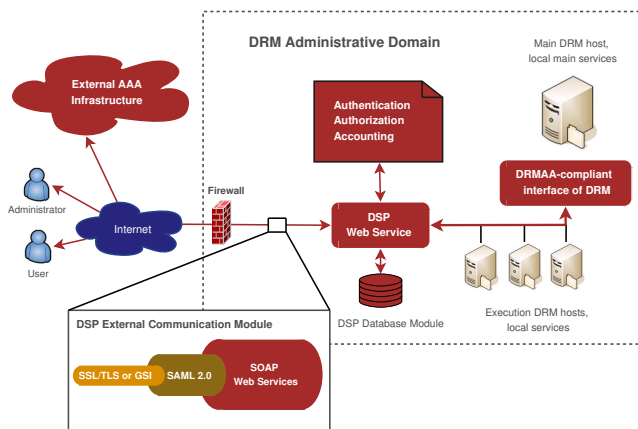 DRM Administrative Domain
Main DRM host,
local main services
External AAA
Infrastructure
Authentication
Authorization
Accounting
DRMAA-compliant
interface of DRM
Administrator
Firewall
Internet
DSP
Web Service
User
DSP Database Module
Execution DRM hosts,
local services
DSP External Communication Module
SSL/TLS or GSI
SAML 2.0
SOAP
Web Services